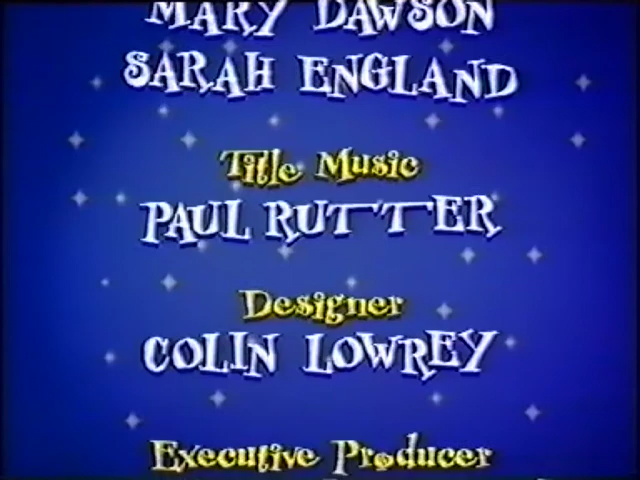 MARY DAWSON
SARAH ENGLAND
Title Music
PAUL RUTTER
Designer
COLIN LOWREY
Executive Producer